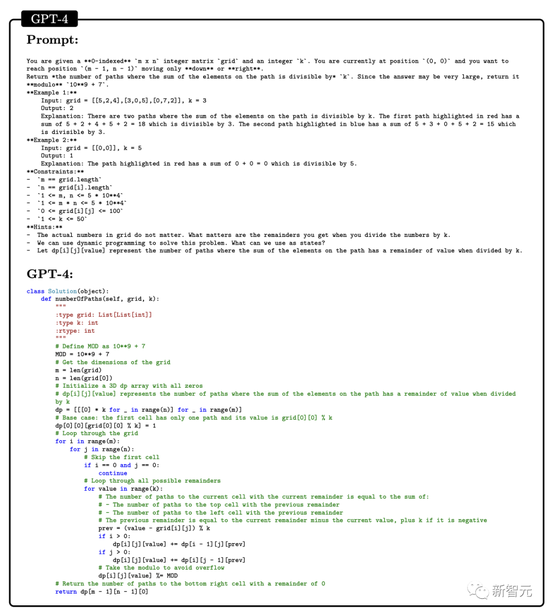 GPT-4
Prompt:
You are given a **0-indexed** `m x n` integer matrix `grid` and an integer `k`. You are currently at position `(0, 0)` and you want to
reach position `(m - 1, n - 1)` moving only **down** or **right**.
Return *the number of paths where the sum of the elements on the path is divisible by* `k`. Since the answer may be very large, return it
**modulo** `10**9 + 7`.
**Example 1:**
Input: grid = [[5,2,4],[3,0,5],[0,7,2]], k = 3
Output: 2
Explanation: There are two paths where the sum of the elements on the path is divisible by k. The first path highlighted in red has a
sum of 5 + 2 + 4 + 5 + 2 = 18 which is divisible by 3. The second path highlighted in blue has a sum of 5 + 3 + 0 + 5 + 2 = 15 which
is divisible by 3.
**Example 2:**
Input: grid = [[0,0]], k = 5
Output: 1
Explanation: The path highlighted in red has a sum of 0 + 0 = 0 which is divisible by 5.
**Constraints:**
- `m == grid.length`
- `n == grid[i].length`
- `1 <= m, n <= 5 * 10**4`
- `1 <= m * n <= 5 * 10**4`
- `0 <= grid[i][j] <= 100`
- `1 <= k <= 50`
**Hints:**
- The actual numbers in grid do not matter. What matters are the remainders you get when you divide the numbers by k.
- We can use dynamic programming to solve this problem. What can we use as states?
- Let dp[i][j][value] represent the number of paths where the sum of the elements on the path has a remainder of value when divided by k.
GPT-4:
class Solution(object):
def numberOfPaths(self, grid, k):
"""
:type grid: List[List[int]]
:type k: int
:rtype: int
"""
# Define MOD as 10**9 + 7
MOD = 10**9 + 7
# Get the dimensions of the grid
m = len(grid)
n = len(grid[0])
# Initialize a 3D dp array with all zeros
# dp[i][j][value] represents the number of paths where the sum of the elements on the path has a remainder of value when divided
by k
dp = [[[0] * k for _ in range(n)] for _ in range(m)]
# Base case: the first cell has only one path and its value is grid[0][0] % k
dp[0][0][grid[0][0] % k] = 1
# Loop through the grid
for i in range(m):
for j in range(n):
# Skip the first cell
if i == 0 and j == 0:
continue
# Loop through all possible remainders
for value in range(k):
# The number of paths to the current cell with the current remainder is equal to the sum of:
# - The number of paths to the top cell with the previous remainder
# - The number of paths to the left cell with the previous remainder
# The previous remainder is equal to the current remainder minus the current value, plus k if it is negative
prev = (value - grid[i][j]) % k
if i > 0:
dp[i][j][value] += dp[i - 1][j][prev]
if j > 0:
dp[i][j][value] += dp[i][j - 1][prev]
# Take the modulo to avoid overflow
dp[i][j][value] %= MOD
# Return the number of paths to the bottom right cell with a remainder of 0
return dp[m - 1][n - 1][0]
新智元